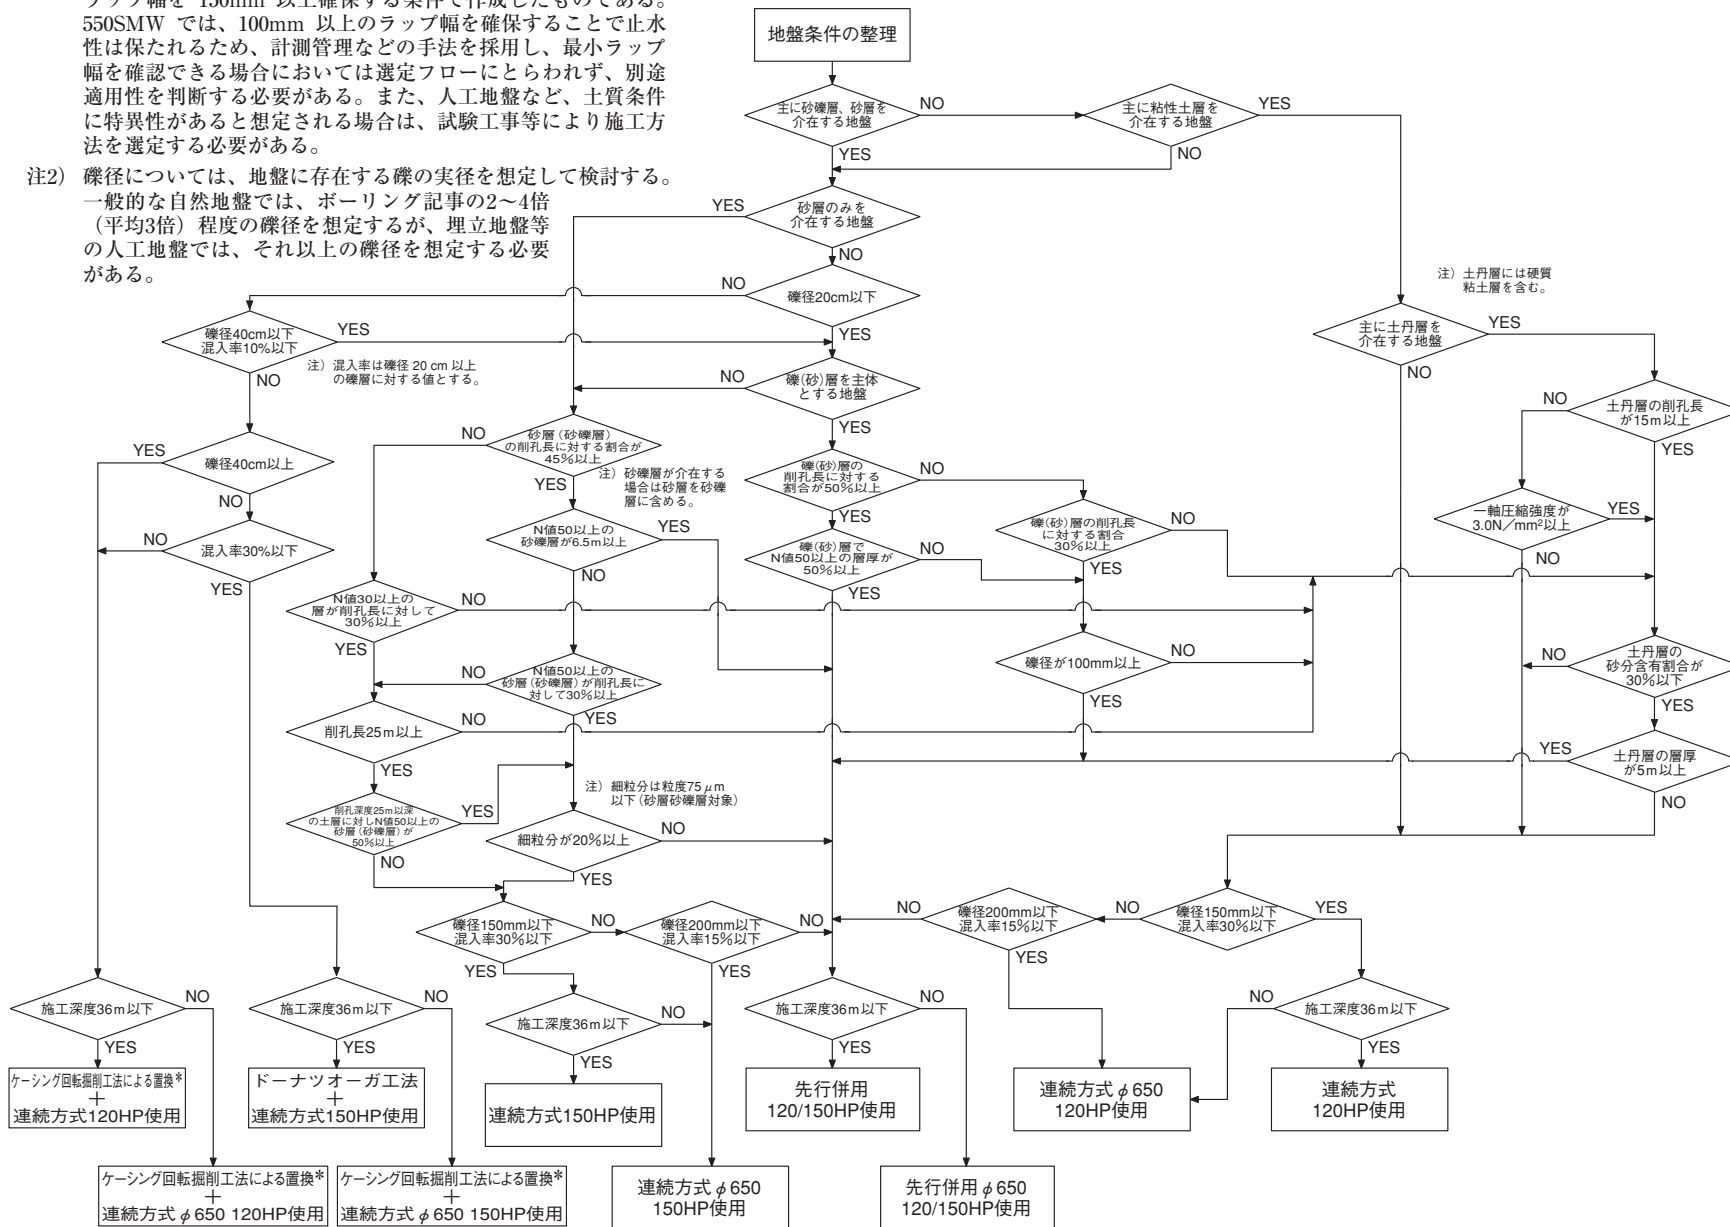 ラップ幅を 150mm 以上確保する条件で作成したものである。
550SMW では、100mm 以上のラップ幅を確保することで止水
性は保たれるため、計測管理などの手法を採用し、最小ラップ
幅を確認できる場合においては選定フローにとらわれず、別途
適用性を判断する必要がある。また、人工地盤など、土質条件
に特異性があると想定される場合は、試験工事等により施工方
法を選定する必要がある。
注2) 礫径については、地盤に存在する礫の実径を想定して検討する。
一般的な自然地盤では、ボーリング記事の2〜4倍
（平均3倍）程度の礫径を想定するが、埋立地盤等
の人工地盤では、それ以上の礫径を想定する必要
がある。
地盤条件の整理
主に砂礫層、砂層を
介在する地盤
NO
YES
主に粘性土層を
介在する地盤
YES
NO
砂層のみを
介在する地盤
YES
NO
礫径20cm以下
NO
YES
礫径40cm以下
混入率10%以下
YES
NO
注）混入率は礫径 20 cm 以上
の礫層に対する値とする。
礫(砂)層を主体
とする地盤
NO
YES
注）土丹層には硬質
粘土層を含む。
主に土丹層を
介在する地盤
YES
NO
土丹層の削孔長
が15m以上
NO
YES
礫径40cm以上
YES
NO
砂層(砂礫層)
の削孔長に対する割合が
45%以上
NO
YES
注）砂礫層が介在する
場合は砂層を砂礫
層に含める。
礫(砂)層の
削孔長に対する
割合が50%以上
NO
YES
礫(砂)層の削孔長
に対する割合
30%以上
NO
YES
一軸圧縮強度が
3.0N／mm²以上
YES
NO
混入率30%以下
NO
YES
N値50以上の
砂礫層が6.5m以上
YES
NO
礫(砂)層で
N値50以上の層厚が
50%以上
NO
YES
N値30以上の
層が削孔長に対して
30%以上
NO
YES
N値50以上の
砂層(砂礫層)が削孔長に
対して30%以上
NO
YES
礫径が100mm以上
NO
YES
土丹層の
砂分含有割合が
30%以下
NO
YES
削孔長25m以上
NO
YES
土丹層の層厚
が5m以上
YES
NO
削孔深度25m以深
の土層に対しN値50以上の
砂層(砂礫層)が
50%以上
YES
NO
注）細粒分は粒度75μm
以下(砂層砂礫層対象)
細粒分が20%以上
NO
YES
礫径150mm以下
混入率30%以下
NO
YES
礫径200mm以下
混入率15%以下
NO
YES
礫径200mm以下
混入率15%以下
NO
YES
礫径150mm以下
混入率30%以下
NO
YES
施工深度36m以下
NO
YES
施工深度36m以下
NO
YES
施工深度36m以下
NO
YES
施工深度36m以下
NO
YES
施工深度36m以下
NO
YES
ケーシング回転掘削工法による置換*
＋
連続方式120HP使用
ドーナツオーガ工法
＋
連続方式150HP使用
連続方式150HP使用
先行併用
120/150HP使用
連続方式φ650
120HP使用
連続方式
120HP使用
ケーシング回転掘削工法による置換*
＋
連続方式φ650 120HP使用
ケーシング回転掘削工法による置換*
＋
連続方式φ650 150HP使用
連続方式φ650
150HP使用
先行併用φ650
120/150HP使用